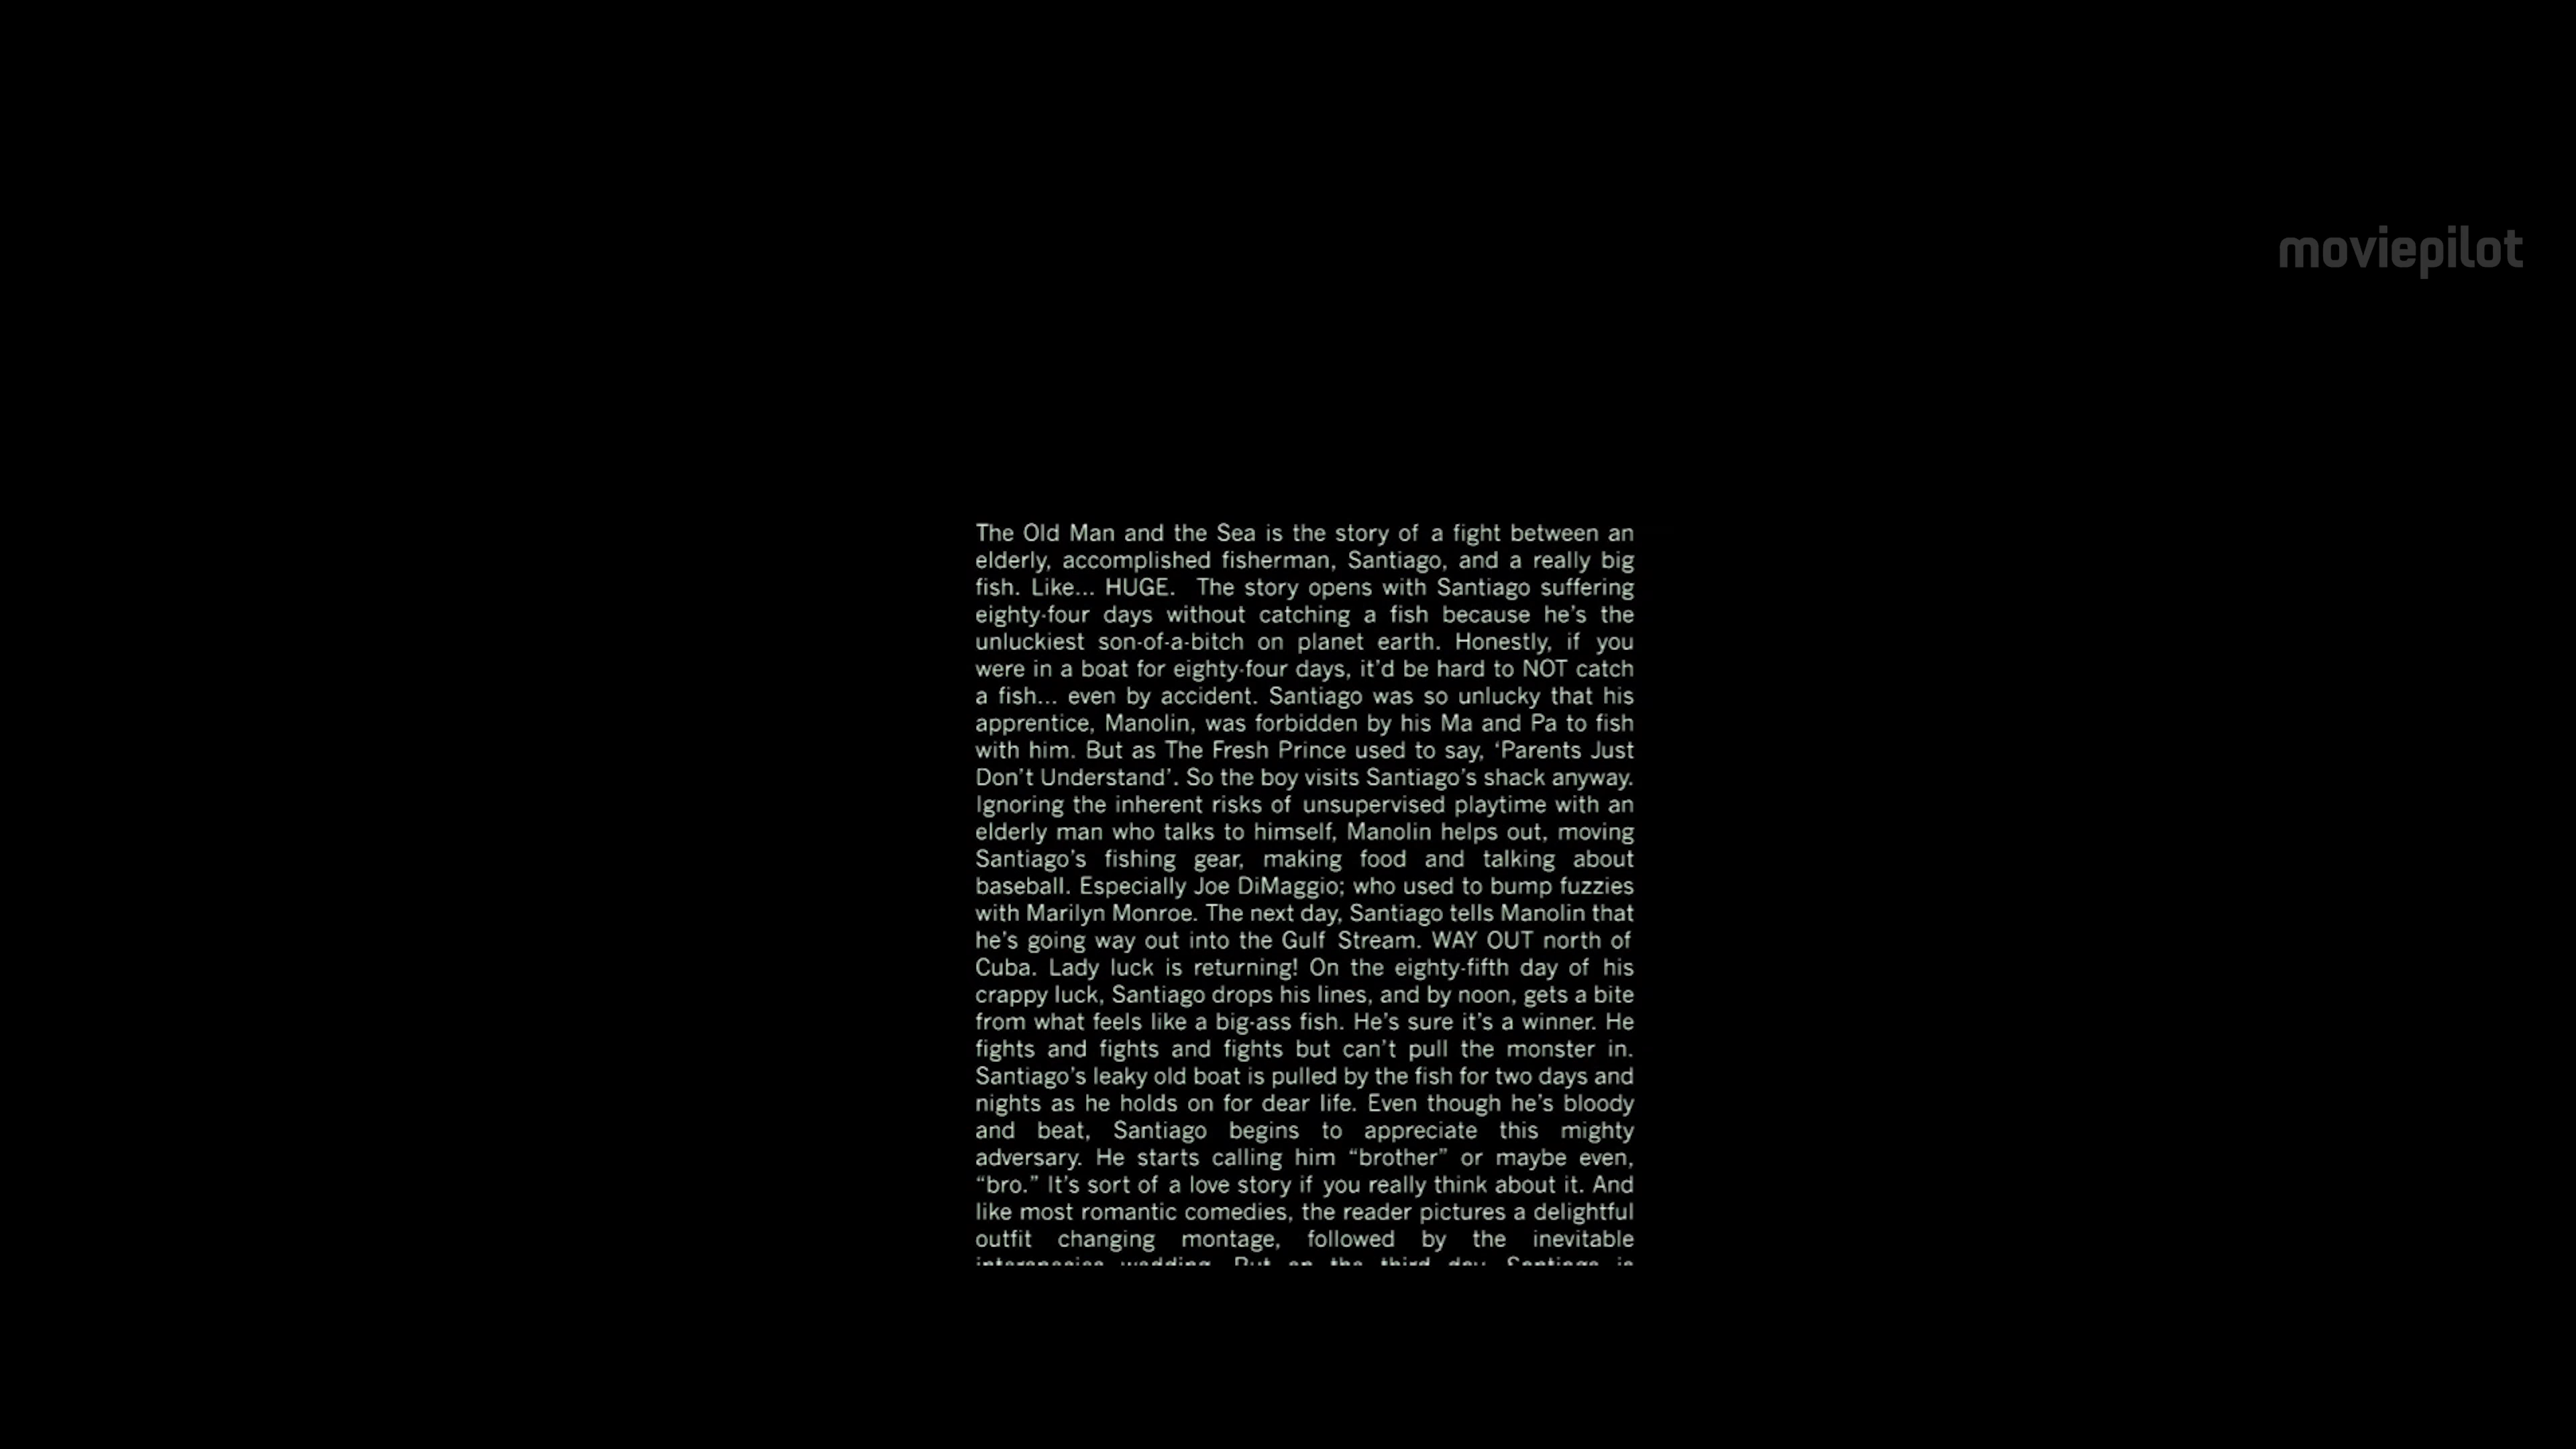 moviepilot
The Old Man and the Sea is the story of a fight between an
elderly, accomplished fisherman, Santiago, and a really big
fish. Like... HUGE.  The story opens with Santiago suffering
eighty-four days without catching a fish because he’s the
unluckiest son-of-a-bitch on planet earth. Honestly, if you
were in a boat for eighty-four days, it’d be hard to NOT catch
a fish... even by accident. Santiago was so unlucky that his
apprentice, Manolin, was forbidden by his Ma and Pa to fish
with him. But as The Fresh Prince used to say, ‘Parents Just
Don’t Understand’. So the boy visits Santiago’s shack anyway.
Ignoring the inherent risks of unsupervised playtime with an
elderly man who talks to himself, Manolin helps out, moving
Santiago’s fishing gear, making food and talking about
baseball. Especially Joe DiMaggio; who used to bump fuzzies
with Marilyn Monroe. The next day, Santiago tells Manolin that
he’s going way out into the Gulf Stream. WAY OUT north of
Cuba. Lady luck is returning! On the eighty-fifth day of his
crappy luck, Santiago drops his lines, and by noon, gets a bite
from what feels like a big-ass fish. He’s sure it’s a winner. He
fights and fights and fights but can’t pull the monster in.
Santiago’s leaky old boat is pulled by the fish for two days and
nights as he holds on for dear life. Even though he’s bloody
and beat, Santiago begins to appreciate this mighty
adversary. He starts calling him “brother” or maybe even,
“bro.” It’s sort of a love story if you really think about it. And
like most romantic comedies, the reader pictures a delightful
outfit changing montage, followed by the inevitable
wedding. But on the third day, Santiago is